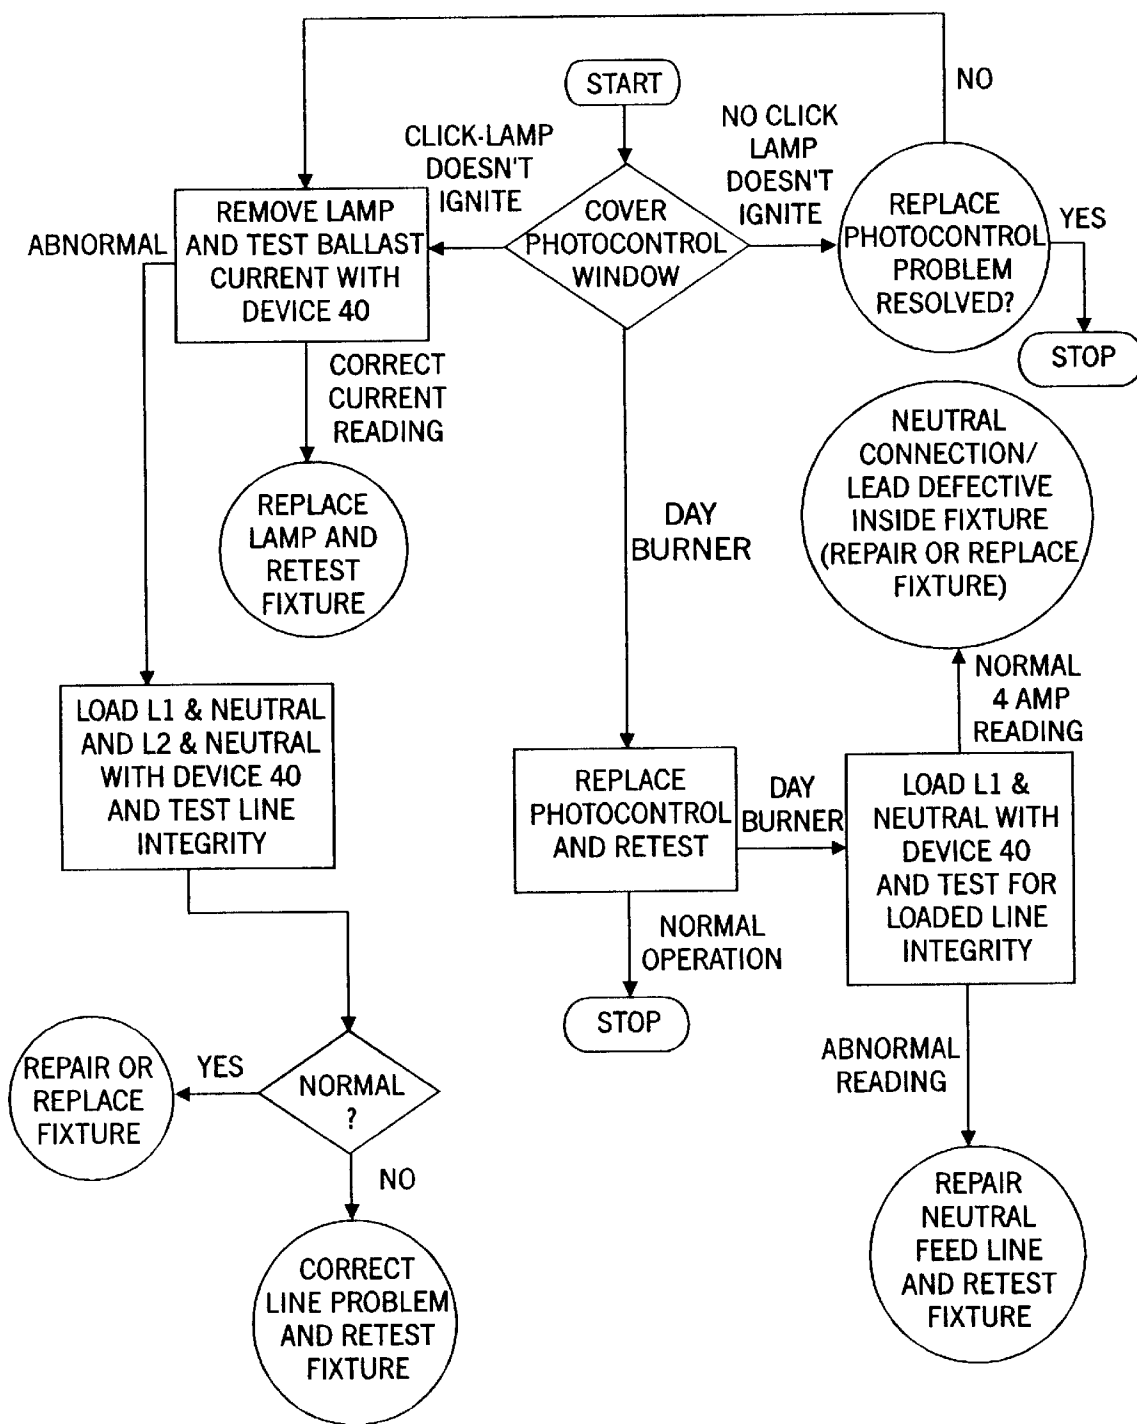 START
NO
CLICK-LAMP
DOESN'T
IGNITE
NO CLICK
LAMP
DOESN'T
IGNITE
COVER
PHOTOCONTROL
WINDOW
REPLACE
PHOTOCONTROL
PROBLEM
RESOLVED?
YES
STOP
ABNORMAL
REMOVE LAMP
AND TEST BALLAST
CURRENT WITH
DEVICE 40
CORRECT
CURRENT
READING
REPLACE
LAMP AND
RETEST
FIXTURE
DAY
BURNER
NEUTRAL
CONNECTION/
LEAD DEFECTIVE
INSIDE FIXTURE
(REPAIR OR REPLACE
FIXTURE)
NORMAL
4 AMP
READING
LOAD L1 & NEUTRAL
AND L2 & NEUTRAL
WITH DEVICE 40
AND TEST LINE
INTEGRITY
REPLACE
PHOTOCONTROL
AND RETEST
DAY
BURNER
LOAD L1 &
NEUTRAL WITH
DEVICE 40
AND TEST FOR
LOADED LINE
INTEGRITY
NORMAL
OPERATION
STOP
ABNORMAL
READING
REPAIR OR
REPLACE
FIXTURE
YES
NORMAL
?
NO
CORRECT
LINE PROBLEM
AND RETEST
FIXTURE
REPAIR
NEUTRAL
FEED LINE
AND RETEST
FIXTURE